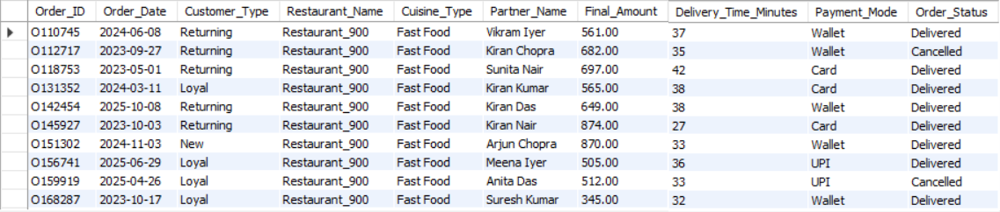 Order_ID Order_Date Customer_Type Restaurant_Name Cuisine_Type Partner_Name Final_Amount Delivery_Time_Minutes Payment_Mode Order_Status
O110745 2024-06-08 Returning Restaurant_900 Fast Food Vikram Iyer 561.00 37 Wallet Delivered
O112717 2023-09-27 Returning Restaurant_900 Fast Food Kiran Chopra 682.00 35 Wallet Cancelled
O118753 2023-05-01 Returning Restaurant_900 Fast Food Sunita Nair 697.00 42 Card Delivered
O131352 2024-03-11 Loyal Restaurant_900 Fast Food Kiran Kumar 565.00 38 Card Delivered
O142454 2025-10-08 Returning Restaurant_900 Fast Food Kiran Das 649.00 38 Wallet Delivered
O145927 2023-10-03 Returning Restaurant_900 Fast Food Kiran Nair 874.00 27 Card Delivered
O151302 2024-11-03 New Restaurant_900 Fast Food Arjun Chopra 870.00 33 Wallet Delivered
O156741 2025-06-29 Loyal Restaurant_900 Fast Food Meena Iyer 505.00 36 UPI Delivered
O159919 2025-04-26 Loyal Restaurant_900 Fast Food Anita Das 512.00 33 UPI Cancelled
O168287 2023-10-17 Loyal Restaurant_900 Fast Food Suresh Kumar 345.00 32 Wallet Delivered